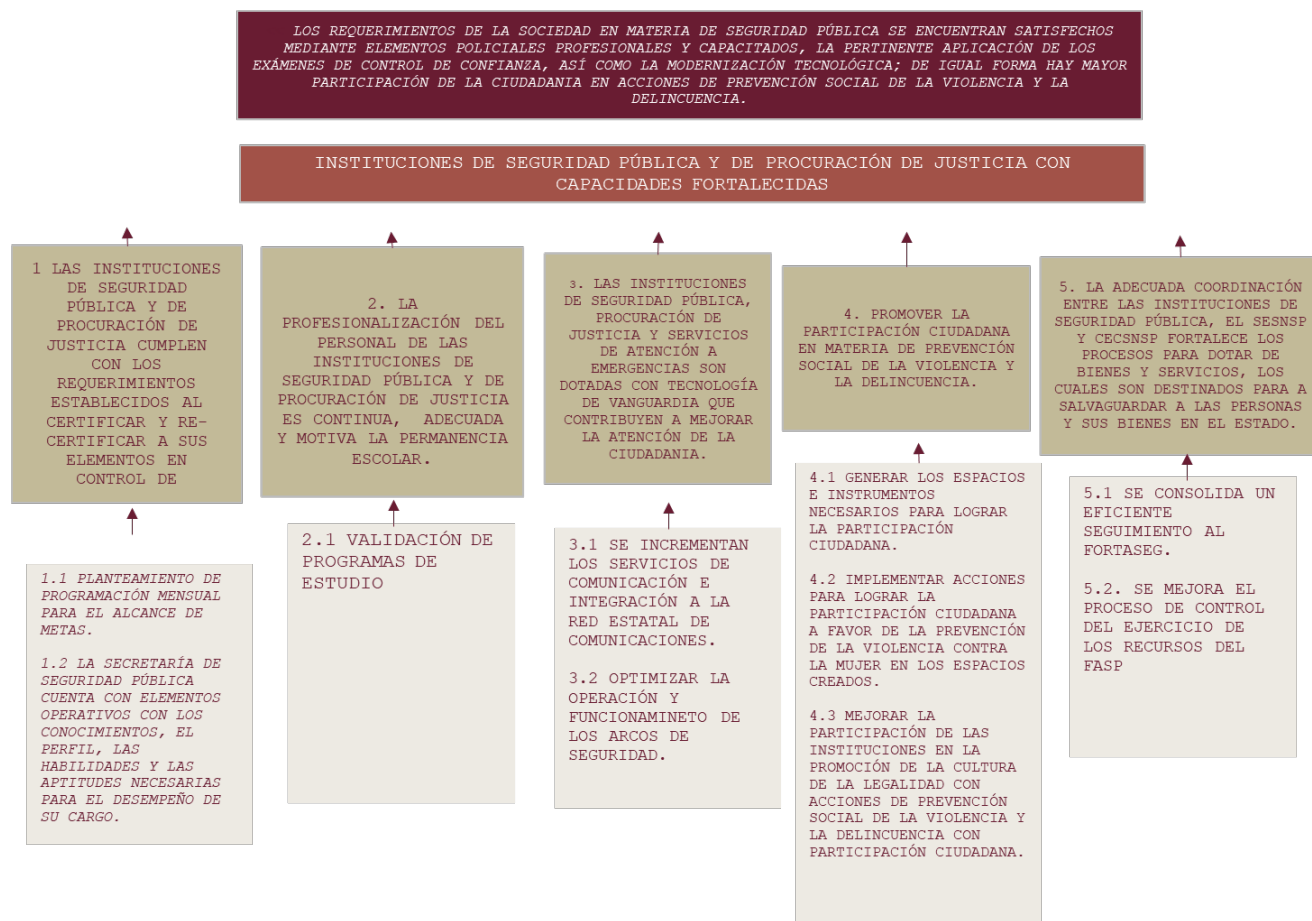 LOS REQUERIMIENTOS DE LA SOCIEDAD EN MATERIA DE SEGURIDAD PÚBLICA SE ENCUENTRAN SATISFECHOS
MEDIANTE ELEMENTOS POLICIALES PROFESIONALES Y CAPACITADOS, LA PERTINENTE APLICACIÓN DE LOS
EXÁMENES DE CONTROL DE CONFIANZA, ASÍ COMO LA MODERNIZACIÓN TECNOLÓGICA; DE IGUAL FORMA HAY MAYOR
PARTICIPACIÓN DE LA CIUDADANIA EN ACCIONES DE PREVENCIÓN SOCIAL DE LA VIOLENCIA Y LA
DELINCUENCIA.
INSTITUCIONES DE SEGURIDAD PÚBLICA Y DE PROCURACIÓN DE JUSTICIA CON
CAPACIDADES FORTALECIDAS
1 LAS INSTITUCIONES
DE SEGURIDAD
PÚBLICA Y DE
PROCURACIÓN DE
JUSTICIA CUMPLEN
CON LOS
REQUERIMIENTOS
ESTABLECIDOS AL
CERTIFICAR Y RE-
CERTIFICAR A SUS
ELEMENTOS EN
CONTROL DE
1.1 PLANTEAMIENTO DE
PROGRAMACIÓN MENSUAL
PARA EL ALCANCE DE
METAS.
1.2 LA SECRETARÍA DE
SEGURIDAD PÚBLICA
CUENTA CON ELEMENTOS
OPERATIVOS CON LOS
CONOCIMIENTOS, EL
PERFIL, LAS
HABILIDADES Y LAS
APTITUDES NECESARIAS
PARA EL DESEMPEÑO DE
SU CARGO.
2. LA
PROFESIONALIZACIÓN DEL
PERSONAL DE LAS
INSTITUCIONES DE
SEGURIDAD PÚBLICA Y DE
PROCURACIÓN DE JUSTICIA
ES CONTINUA, ADECUADA
Y MOTIVA LA PERMANENCIA
ESCOLAR.
2.1 VALIDACIÓN DE
PROGRAMAS DE
ESTUDIO
3. LAS INSTITUCIONES
DE SEGURIDAD PÚBLICA,
PROCURACIÓN DE
JUSTICIA Y SERVICIOS
DE ATENCIÓN A
EMERGENCIAS SON
DOTADAS CON TECNOLOGÍA
DE VANGUARDIA QUE
CONTRIBUYEN A MEJORAR
LA ATENCIÓN DE LA
CIUDADANIA.
3.1 SE INCREMENTAN
LOS SERVICIOS DE
COMUNICACIÓN E
INTEGRACIÓN A LA
RED ESTATAL DE
COMUNICACIONES.
3.2 OPTIMIZAR LA
OPERACIÓN Y
FUNCIONAMINETO DE
LOS ARCOS DE
SEGURIDAD.
4. PROMOVER LA
PARTICIPACIÓN CIUDADANA
EN MATERIA DE PREVENCIÓN
SOCIAL DE LA VIOLENCIA Y
LA DELINCUENCIA.
4.1 GENERAR LOS ESPACIOS
E INSTRUMENTOS
NECESARIOS PARA LOGRAR
LA PARTICIPACIÓN
CIUDADANA.
4.2 IMPLEMENTAR ACCIONES
PARA LOGRAR LA
PARTICIPACIÓN CIUDADANA
A FAVOR DE LA PREVENCIÓN
DE LA VIOLENCIA CONTRA
LA MUJER EN LOS ESPACIOS
CREADOS.
4.3 MEJORAR LA
PARTICIPACIÓN DE LAS
INSTITUCIONES EN LA
PROMOCIÓN DE LA CULTURA
DE LA LEGALIDAD CON
ACCIONES DE PREVENCIÓN
SOCIAL DE LA VIOLENCIA Y
LA DELINCUENCIA CON
PARTICIPACIÓN CIUDADANA.
5. LA ADECUADA COORDINACIÓN
ENTRE LAS INSTITUCIONES DE
SEGURIDAD PÚBLICA, EL SESNSP
Y CECSNSP FORTALECE LOS
PROCESOS PARA DOTAR DE
BIENES Y SERVICIOS, LOS
CUALES SON DESTINADOS PARA A
SALVAGUARDAR A LAS PERSONAS
Y SUS BIENES EN EL ESTADO.
5.1 SE CONSOLIDA UN
EFICIENTE
SEGUIMIENTO AL
FORTASEG.
5.2. SE MEJORA EL
PROCESO DE CONTROL
DEL EJERCICIO DE
LOS RECURSOS DEL
FASP